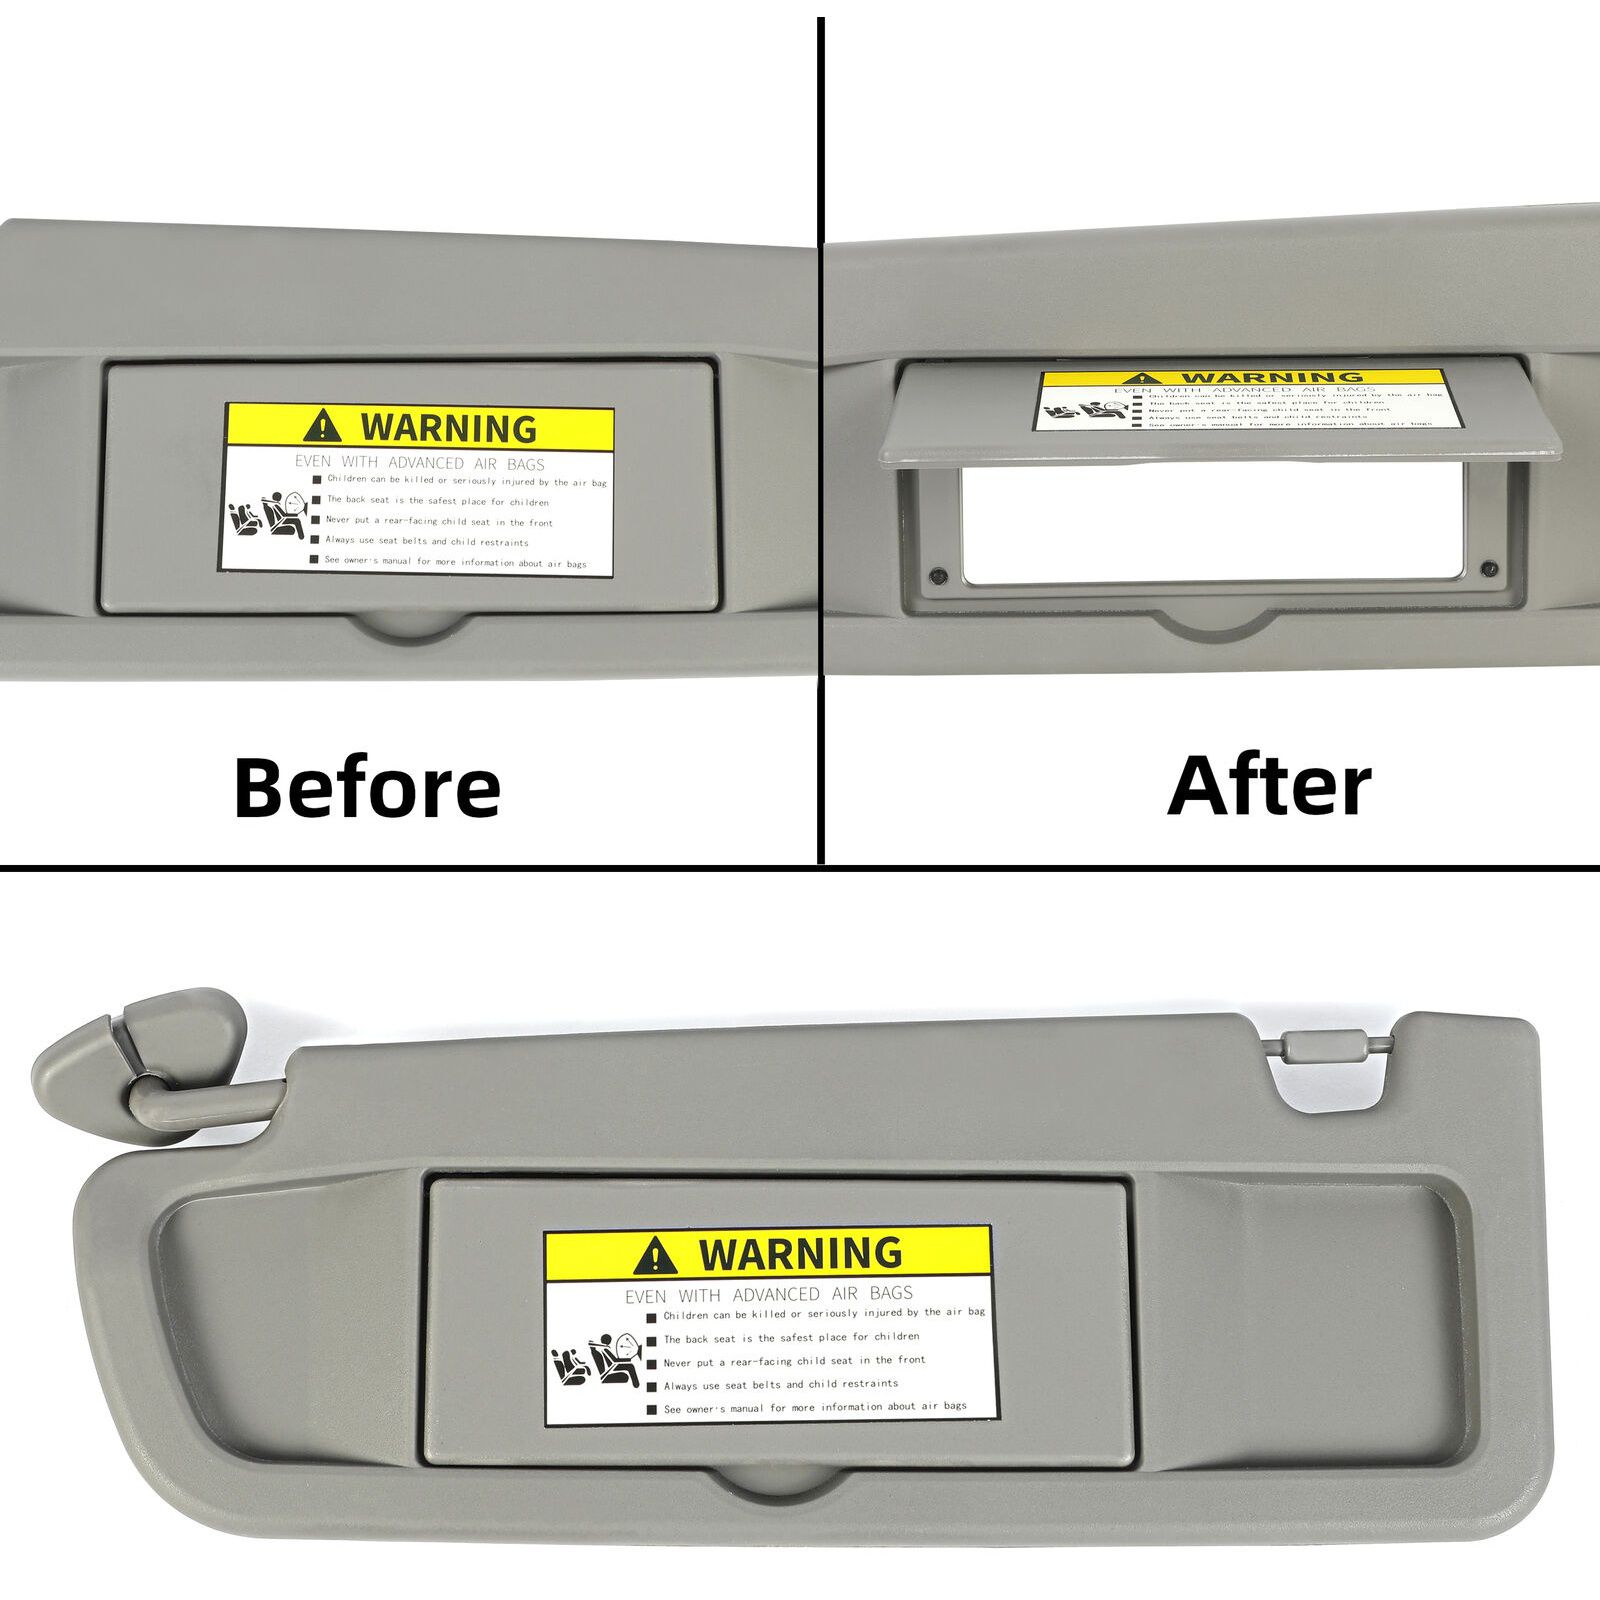 WARNING
EVEN WITH ADVANCED AIR BAGS
Children can be killed or seriously injured by the air bag
The back seat is the safest place for children
Never put a rear-facing child seat in the front
Always use seat belts and child restraints
See owner's manual for more information about air bags
WARNING
EVEN WITH ADVANCED AIR BAGS
Children can be killed or seriously injured by the air bag
The back seat is the safest place for children
Never put a rear-facing child seat in the front
Always use seat belts and child restraints
See owner's manual for more information about air bags
Before
After
WARNING
EVEN WITH ADVANCED AIR BAGS
Children can be killed or seriously injured by the air bag
The back seat is the safest place for children
Never put a rear-facing child seat in the front
Always use seat belts and child restraints
See owner's manual for more information about air bags